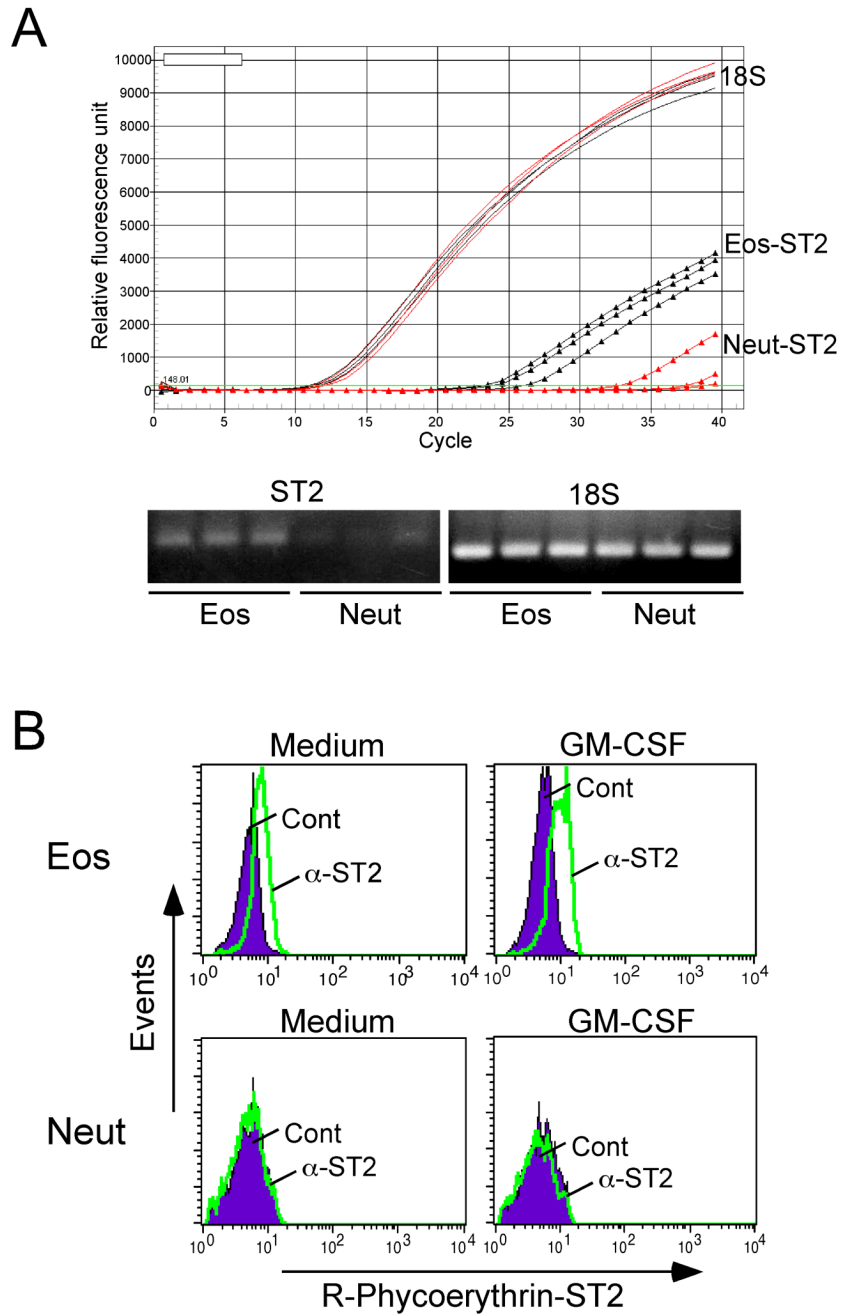 A
10000
9000
8000
7000
6000
5000
4000
3000
2000
1000
0
Relative fluorescence unit
18S
Eos-ST2
Neut-ST2
148.01
0 5 10 15 20 25 30 35 40
Cycle
ST2 18S
Eos Neut Eos Neut
B
Medium GM-CSF
Eos
Cont Cont
α-ST2 α-ST2
10⁰ 10¹ 10² 10³ 10⁴ 10⁰ 10¹ 10² 10³ 10⁴
Events
Medium GM-CSF
Neut
Cont Cont
α-ST2 α-ST2
10⁰ 10¹ 10² 10³ 10⁴ 10⁰ 10¹ 10² 10³ 10⁴
R-Phycoerythrin-ST2